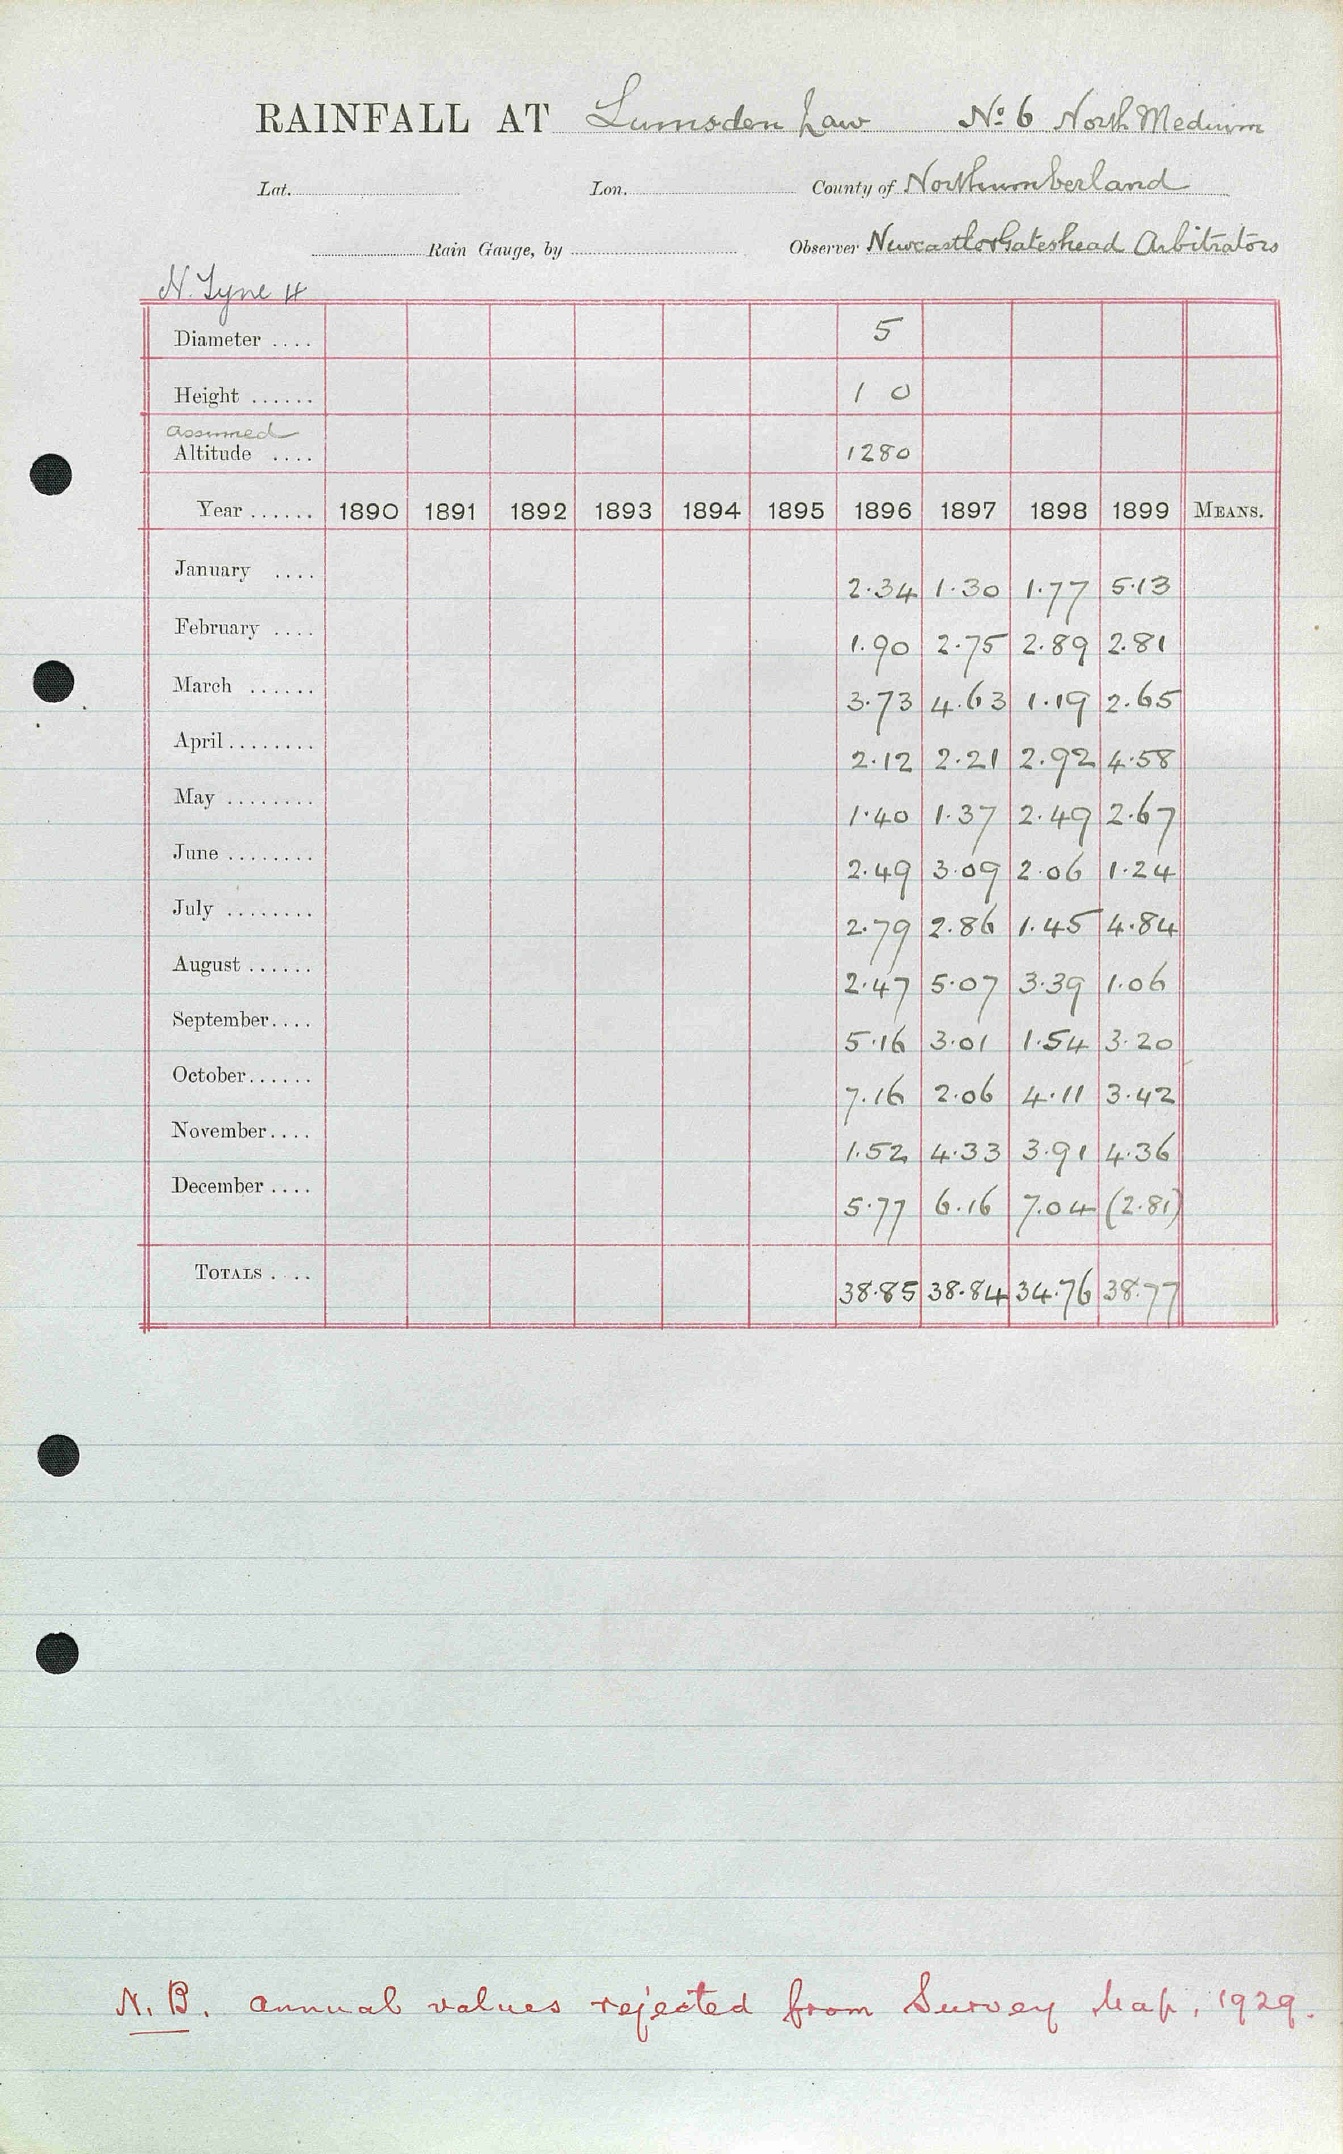 RAINFALL AT Lumsden Law No. 6 North Medium
Lat. Lon. County of Northumberland
Rain Gauge, by Observer Newcastle & Gateshead Arbitrators
N. Tyne 4
Diameter .... 5
Height ...... 1 0
assumed
Altitude .... 1280
Year ...... 1890 1891 1892 1893 1894 1895 1896 1897 1898 1899 MEANS.
January .... 2.34 1.30 1.77 5.13
February .... 1.90 2.75 2.89 2.81
March ...... 3.73 4.63 1.19 2.65
April ........ 2.12 2.21 2.92 4.58
May ........ 1.40 1.37 2.49 2.67
June ........ 2.49 3.09 2.06 1.24
July ........ 2.79 2.86 1.45 4.84
August ...... 2.47 5.07 3.39 1.06
September.... 5.16 3.01 1.54 3.20
October...... 7.16 2.06 4.11 3.42
November.... 1.52 4.33 3.91 4.36
December .... 5.77 6.16 7.04 (2.81)
TOTALS .... 38.85 38.84 34.76 38.77
N.B. annual values rejected from Survey Map, 1929.